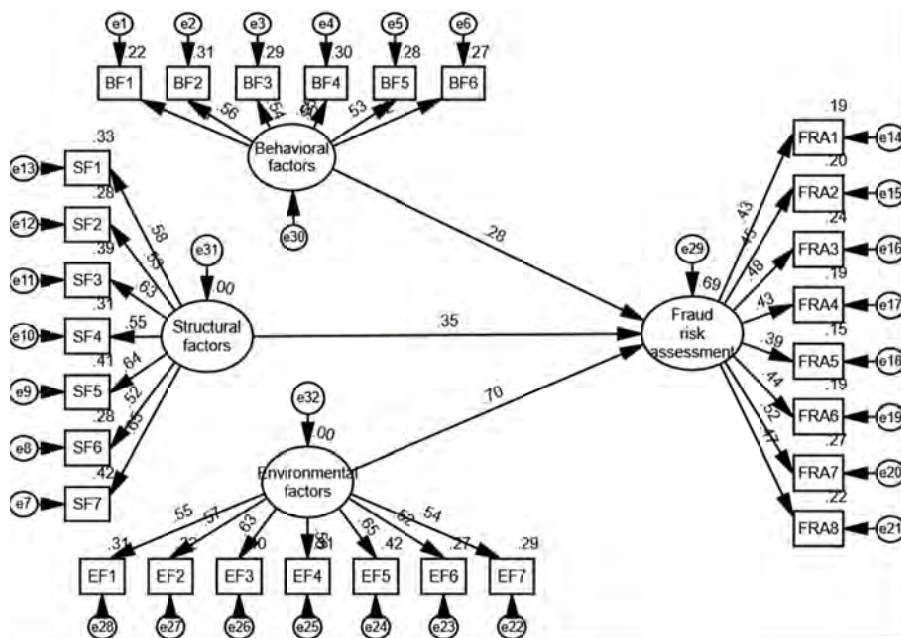 e1 e2 e3 e4 e5 e6
.22 .31 .29 .30 .28 .27
BF1 BF2 BF3 BF4 BF5 BF6
.56 .54 .53
Behavioral
factors
e30
.28
.33
e13 SF1
.28
e12 SF2
.39
e11 SF3
.31
e10 SF4
.41
e9 SF5
.28
e8 SF6
.42
e7 SF7
.58
.53
.63
.55
.64
.52
.65
e31
.00
Structural
factors
.35
e32
.00
Environmental
factors
.70
.55 .57 .63 .65 .52 .54
.31 .42 .27 .29
EF1 EF2 EF3 EF4 EF5 EF6 EF7
e28 e27 e26 e25 e24 e23 e22
e29
.69
Fraud
risk
assessment
.43
.45
.48
.43
.39
.44
.52
.47
.19
FRA1 e14
.20
FRA2 e15
.24
FRA3 e16
.19
FRA4 e17
.15
FRA5 e18
.19
FRA6 e19
.27
FRA7 e20
.22
FRA8 e21